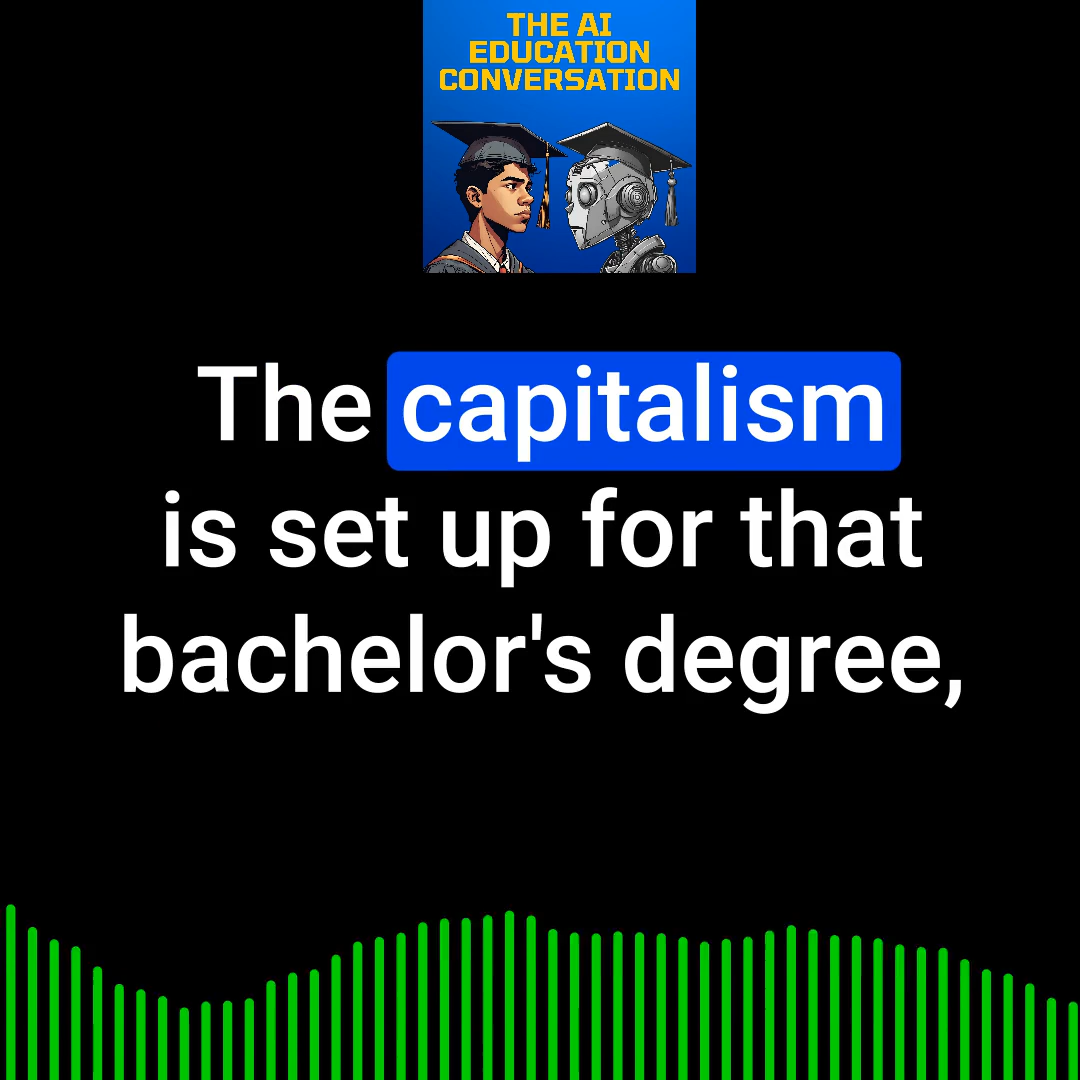 THE AI
EDUCATION
CONVERSATION
The capitalism
is set up for that
bachelor's degree,